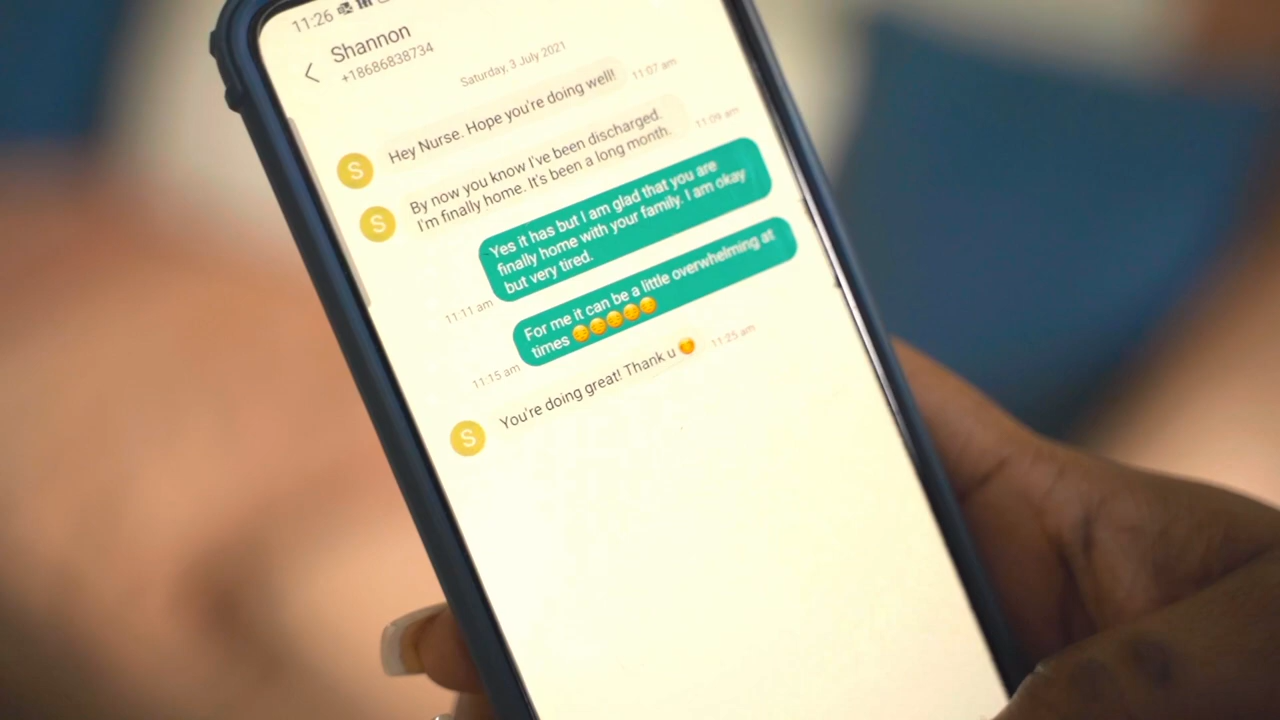 11:26
Shannon
+18686838734
Saturday, 3 July 2021
Hey Nurse. Hope you're doing well!
11:07 am
S
By now you know I've been discharged.
I'm finally home. It's been a long month.
11:09 am
S
Yes it has but I am glad that you are
finally home with your family. I am okay
but very tired.
11:11 am
For me it can be a little overwhelming at
times 😔😔😔😔😔
11:15 am
You're doing great! Thank u
11:25 am
S